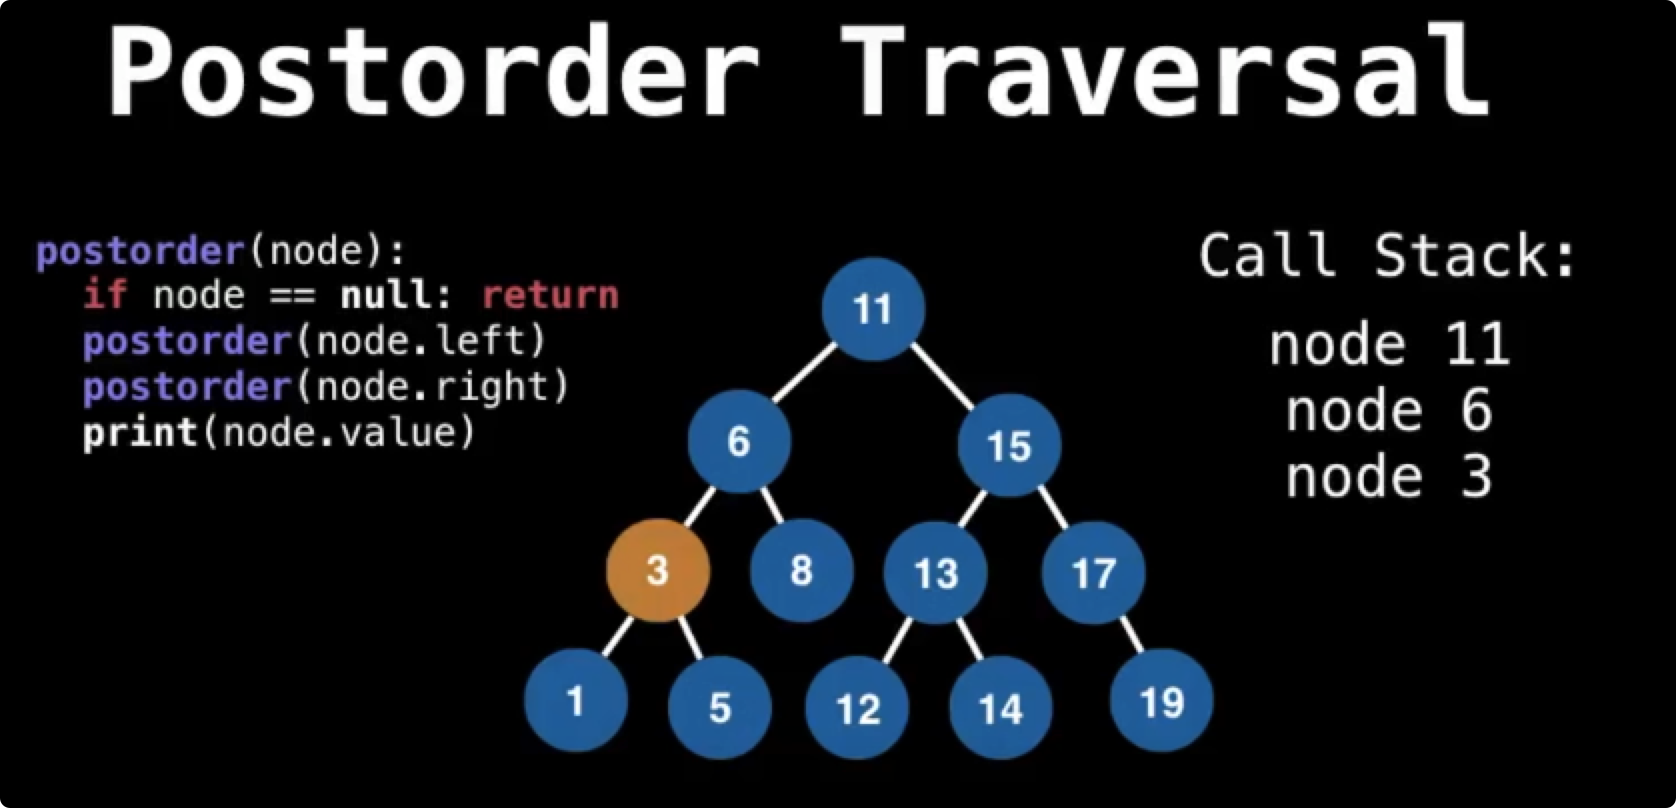 Postorder Traversal
postorder(node):
if node == null: return
postorder(node.left)
postorder(node.right)
print(node.value)
11
6
15
3
8
13
17
1
5
12
14
19
Call Stack:
node 11
node 6
node 3